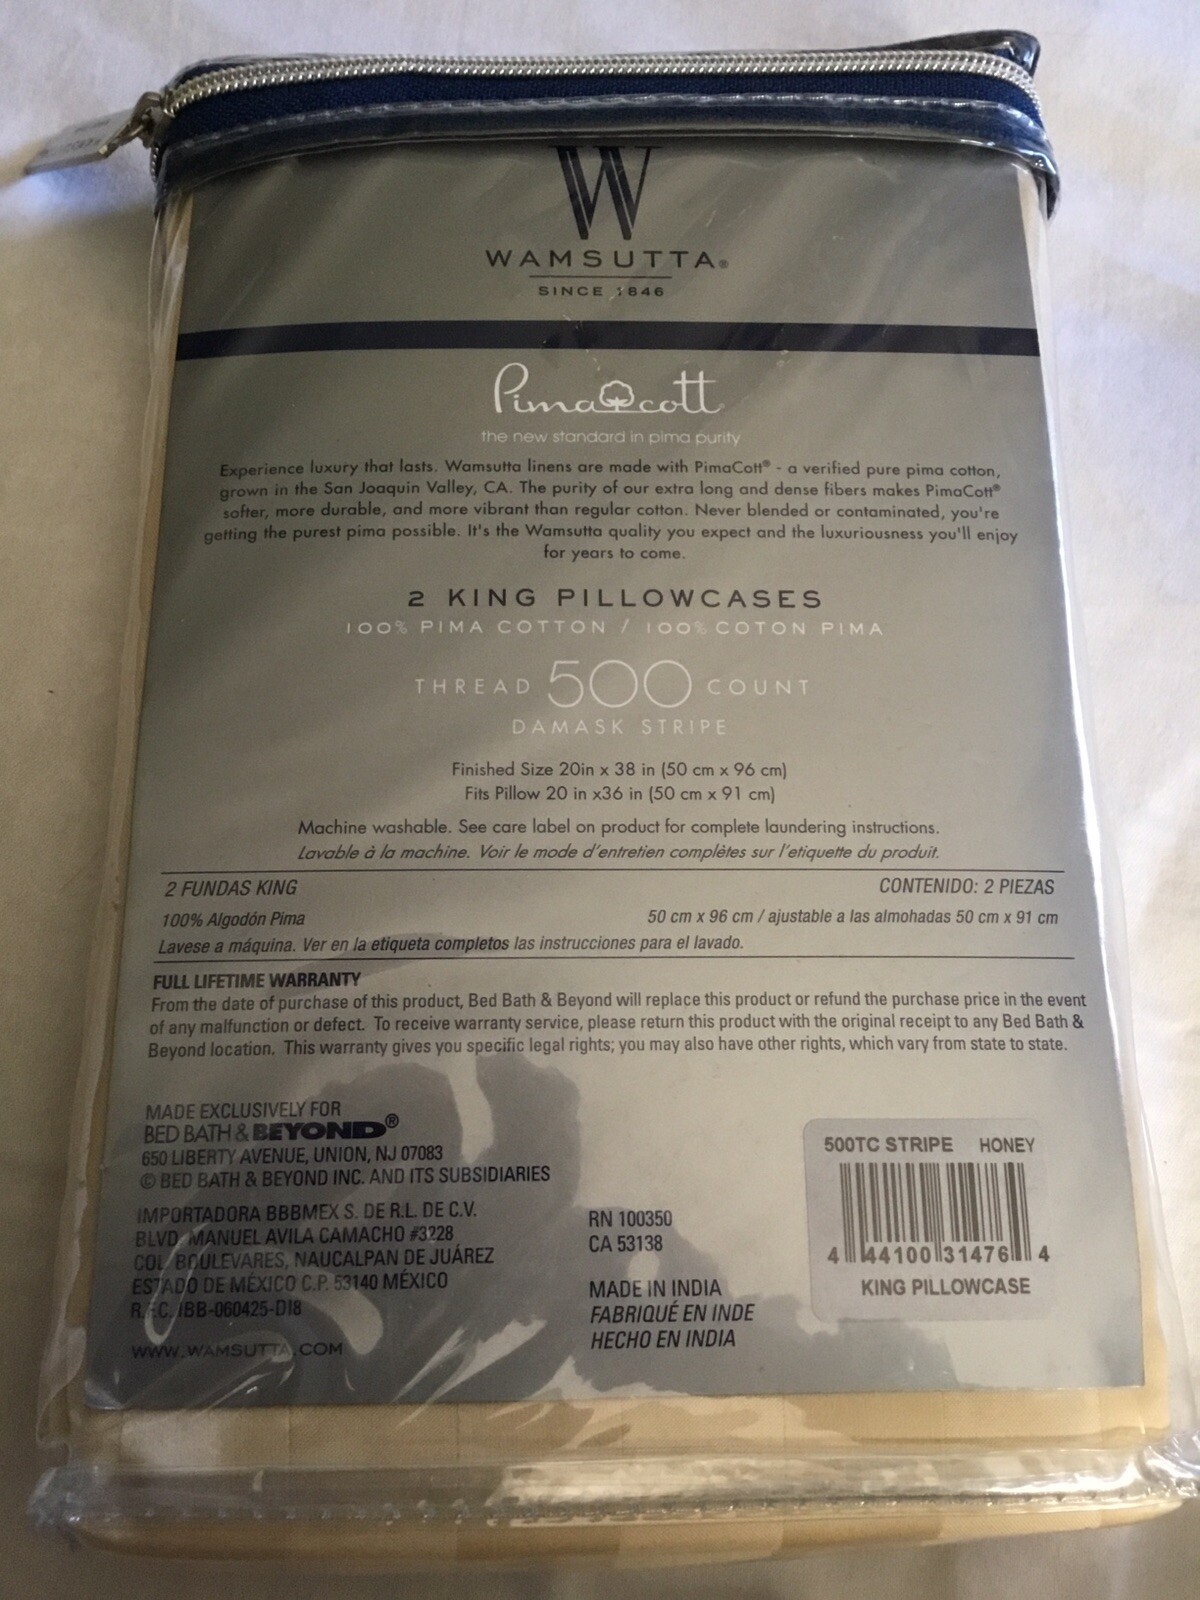 W
WAMSUTTA®
SINCE 1846
Pimacott
the new standard in pima purity
Experience luxury that lasts. Wamsutta linens are made with PimaCott® - a verified pure pima cotton,
grown in the San Joaquin Valley, CA. The purity of our extra long and dense fibers makes PimaCott®
softer, more durable, and more vibrant than regular cotton. Never blended or contaminated, you're
getting the purest pima possible. It's the Wamsutta quality you expect and the luxuriousness you'll enjoy
for years to come.
2 KING PILLOWCASES
100% PIMA COTTON / 100% COTON PIMA
THREAD 500 COUNT
DAMASK STRIPE
Finished Size 20in x 38 in (50 cm x 96 cm)
Fits Pillow 20 in x36 in (50 cm x 91 cm)
Machine washable. See care label on product for complete laundering instructions.
Lavable à la machine. Voir le mode d'entretien complètes sur l'etiquette du produit.
2 FUNDAS KING CONTENIDO: 2 PIEZAS
100% Algodón Pima 50 cm x 96 cm / ajustable a las almohadas 50 cm x 91 cm
Lavese a máquina. Ver en la etiqueta completos las instrucciones para el lavado.
FULL LIFETIME WARRANTY
From the date of purchase of this product, Bed Bath & Beyond will replace this product or refund the purchase price in the event
of any malfunction or defect. To receive warranty service, please return this product with the original receipt to any Bed Bath &
Beyond location. This warranty gives you specific legal rights; you may also have other rights, which vary from state to state.
MADE EXCLUSIVELY FOR
BED BATH & BEYOND®
650 LIBERTY AVENUE, UNION, NJ 07083
© BED BATH & BEYOND INC. AND ITS SUBSIDIARIES
IMPORTADORA BBBMEX S. DE R.L. DE C.V.
BLVD. MANUEL AVILA CAMACHO #3228
COL. BOULEVARES, NAUCALPAN DE JUÁREZ
ESTADO DE MÉXICO C.P. 53140 MÉXICO
R.F.C. IBB-060425-DI8
WWW.WAMSUTTA.COM
RN 100350
CA 53138
MADE IN INDIA
FABRIQUÉ EN INDE
HECHO EN INDIA
500TC STRIPE HONEY
4 44100 31476 4
KING PILLOWCASE